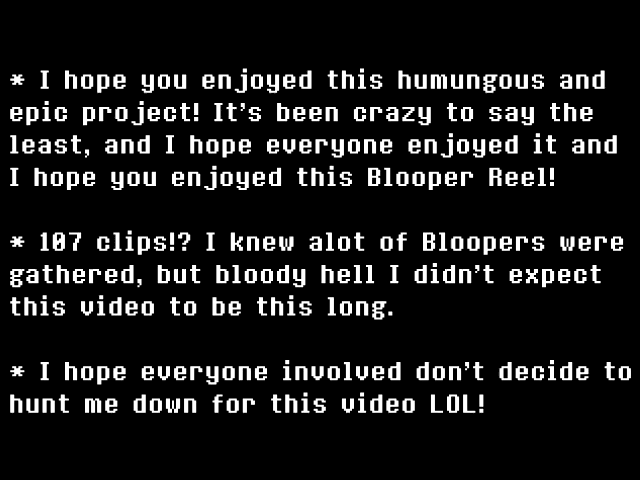 * I hope you enjoyed this humungous and
epic project! It's been crazy to say the
least, and I hope everyone enjoyed it and
I hope you enjoyed this Blooper Reel!
* 107 clips!? I knew alot of Bloopers were
gathered, but bloody hell I didn't expect
this video to be this long.
* I hope everyone involved don't decide to
hunt me down for this video LOL!